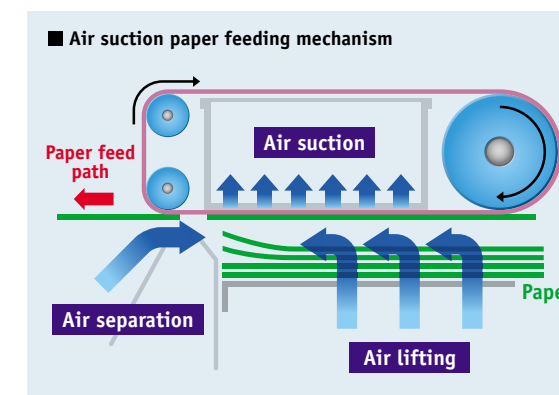 Air suction paper feeding mechanism
Air suction
Paper feed
path
Air separation
Air lifting